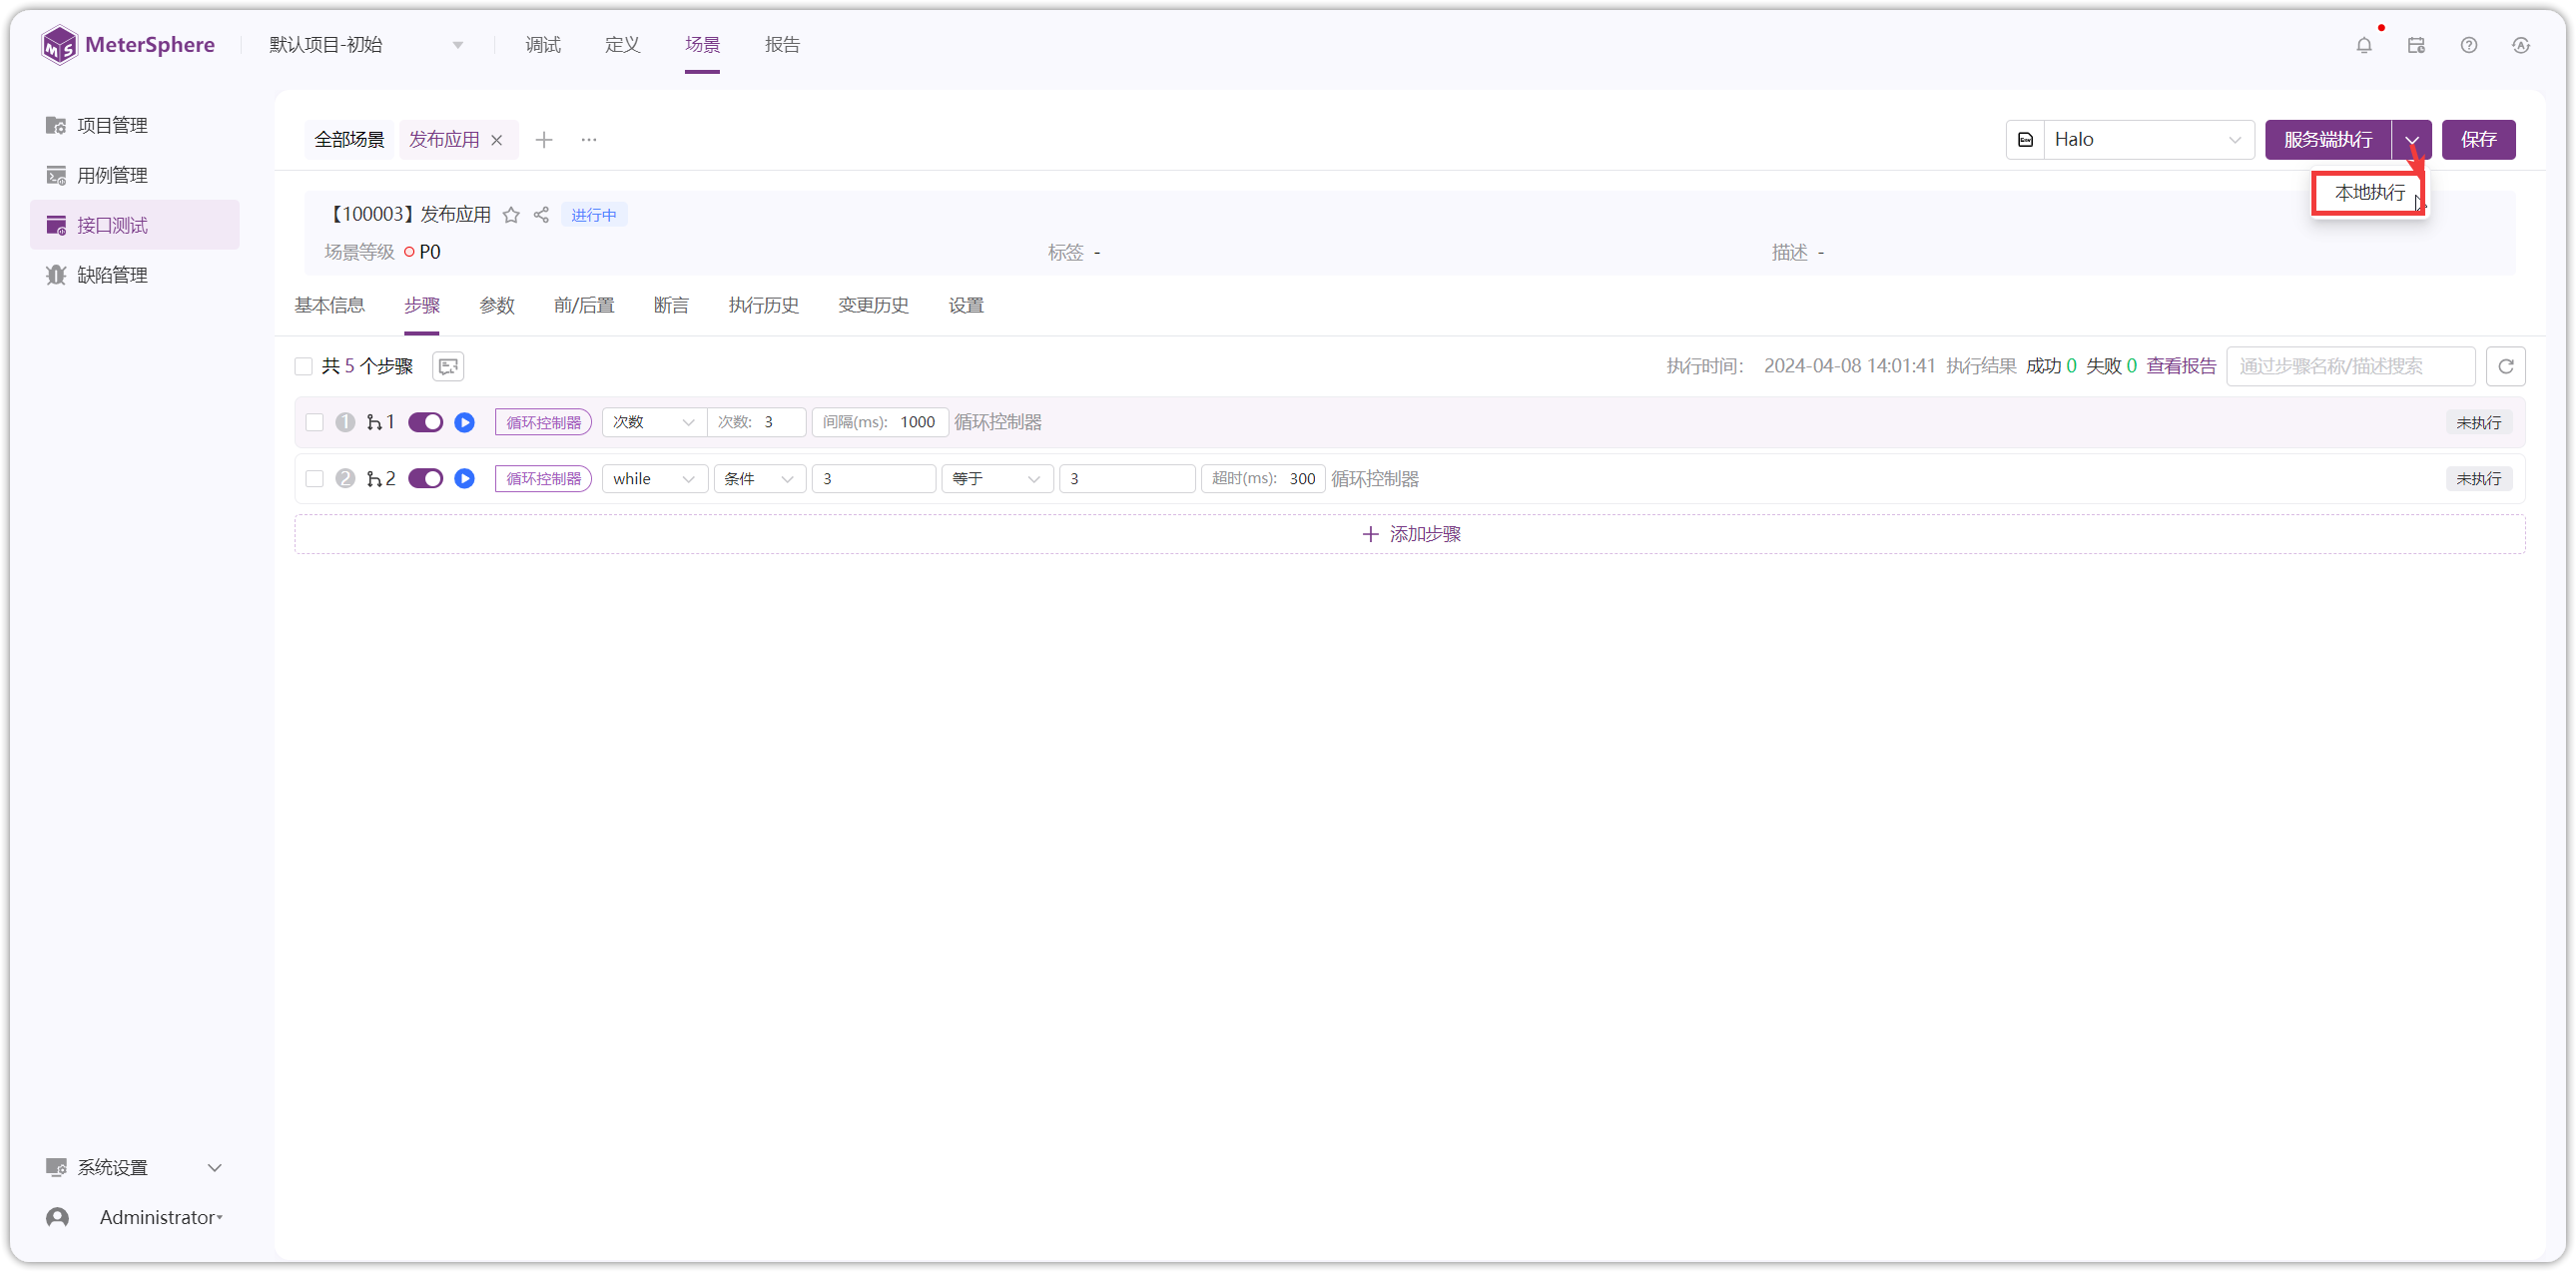 MeterSphere 默认项目-初始 调试 定义 场景 报告
项目管理
用例管理
接口测试
缺陷管理
全部场景 发布应用 Halo 服务端执行 保存
本地执行
【100003】发布应用 进行中
场景等级 P0 标签 - 描述 -
基本信息 步骤 参数 前/后置 断言 执行历史 变更历史 设置
共 5 个步骤 执行时间： 2024-04-08 14:01:41 执行结果 成功 0 失败 0 查看报告 通过步骤名称/描述搜索
1 1 循环控制器 次数 次数: 3 间隔(ms): 1000 循环控制器 未执行
2 2 循环控制器 while 条件 3 等于 3 超时(ms): 300 循环控制器 未执行
添加步骤
系统设置
Administrator